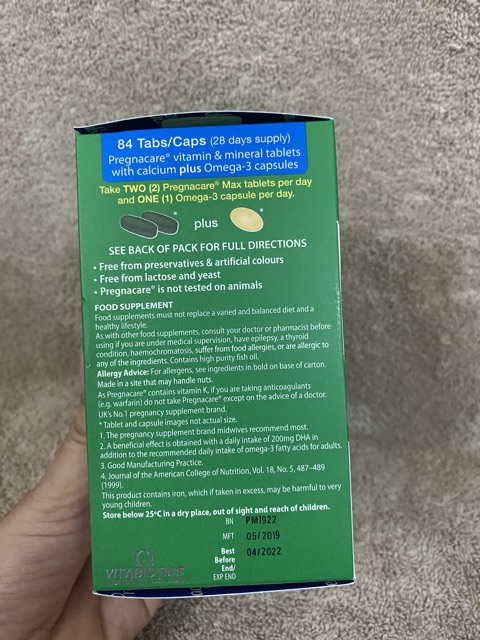 84 Tabs/Caps (28 days supply)
Pregnacare® vitamin & mineral tablets
with calcium plus Omega-3 capsules
Take TWO (2) Pregnacare® Max tablets per day
and ONE (1) Omega-3 capsule per day.
* plus *
SEE BACK OF PACK FOR FULL DIRECTIONS
• Free from preservatives & artificial colours
• Free from lactose and yeast
• Pregnacare® is not tested on animals
FOOD SUPPLEMENT
Food supplements must not replace a varied and balanced diet and a
healthy lifestyle.
As with other food supplements, consult your doctor or pharmacist before
using if you are under medical supervision, have epilepsy, a thyroid
condition, haemochromatosis, suffer from food allergies, or are allergic to
any of the ingredients. Contains high purity fish oil.
Allergy Advice: For allergens, see ingredients in bold on base of carton.
Made in a site that may handle nuts.
As Pregnacare® contains vitamin K, if you are taking anticoagulants
(e.g. warfarin) do not take Pregnacare® except on the advice of a doctor.
UK's No.1 pregnancy supplement brand.
* Tablet and capsule images not actual size.
1. The pregnancy supplement brand midwives recommend most.
2. A beneficial effect is obtained with a daily intake of 200mg DHA in
addition to the recommended daily intake of omega-3 fatty acids for adults.
3. Good Manufacturing Practice.
4. Journal of the American College of Nutrition, Vol. 18, No. 5, 487–489
(1999).
This product contains iron, which if taken in excess, may be harmful to very
young children.
Store below 25ºC in a dry place, out of sight and reach of children.
BN PM1922
MFT 05/2019
Best 04/2022
Before
End/
EXP END
VITABIOTICS